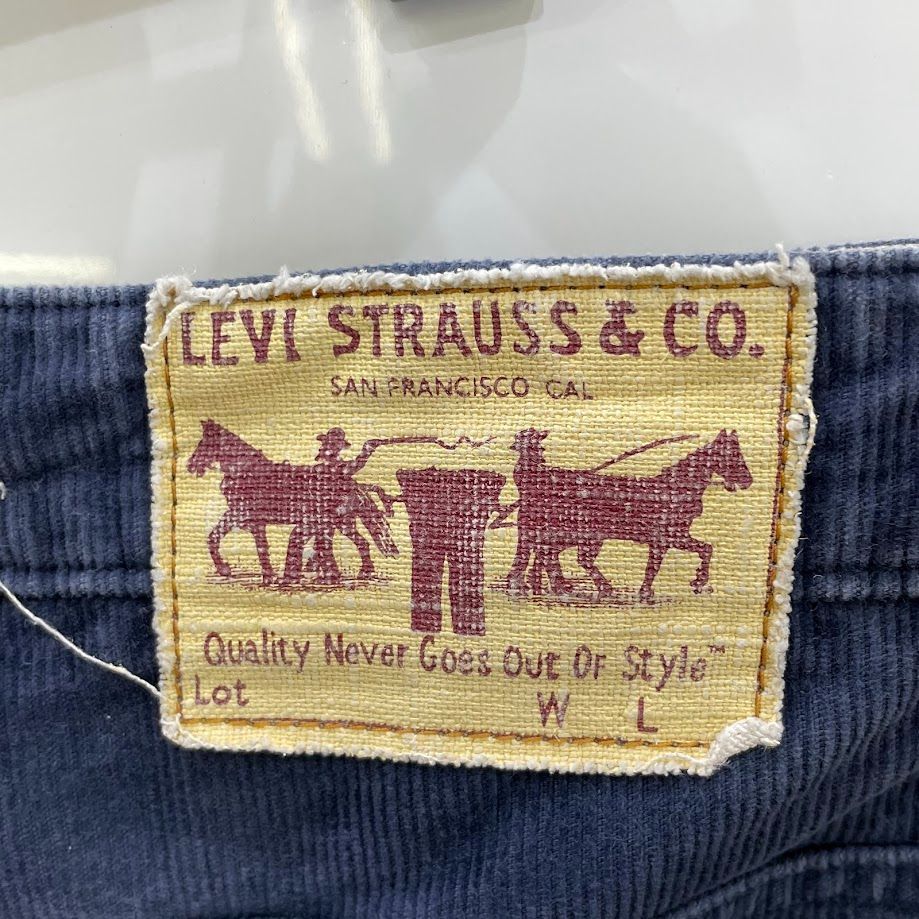 LEVI STRAUSS & CO.
SAN FRANCISCO CAL
Quality Never Goes Out Of Style™
Lot W L